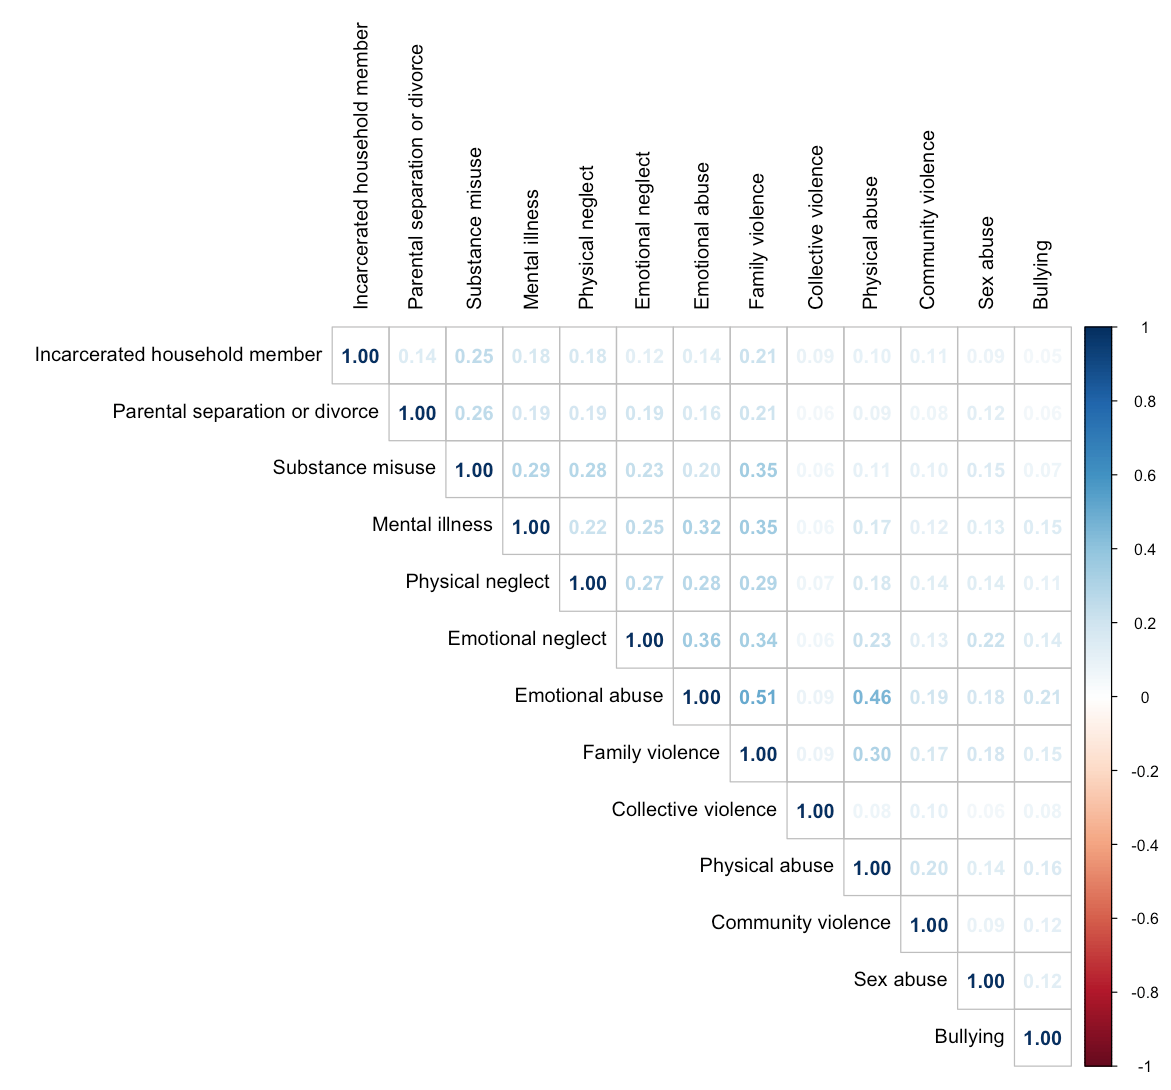 Incarcerated household member
Parental separation or divorce
Substance misuse
Mental illness
Physical neglect
Emotional neglect
Emotional abuse
Family violence
Collective violence
Physical abuse
Community violence
Sex abuse
Bullying
Incarcerated household member 1.00 0.14 0.25 0.18 0.18 0.12 0.14 0.21 0.09 0.10 0.11 0.09 0.05
Parental separation or divorce 1.00 0.26 0.19 0.19 0.19 0.16 0.21 0.06 0.09 0.08 0.12 0.06
Substance misuse 1.00 0.29 0.28 0.23 0.20 0.35 0.06 0.11 0.10 0.15 0.07
Mental illness 1.00 0.22 0.25 0.32 0.35 0.06 0.17 0.12 0.13 0.15
Physical neglect 1.00 0.27 0.28 0.29 0.07 0.18 0.14 0.14 0.11
Emotional neglect 1.00 0.36 0.34 0.06 0.23 0.13 0.22 0.14
Emotional abuse 1.00 0.51 0.09 0.46 0.19 0.18 0.21
Family violence 1.00 0.09 0.30 0.17 0.18 0.15
Collective violence 1.00 0.08 0.10 0.06 0.08
Physical abuse 1.00 0.20 0.14 0.16
Community violence 1.00 0.09 0.12
Sex abuse 1.00 0.12
Bullying 1.00
1
0.8
0.6
0.4
0.2
0
-0.2
-0.4
-0.6
-0.8
-1